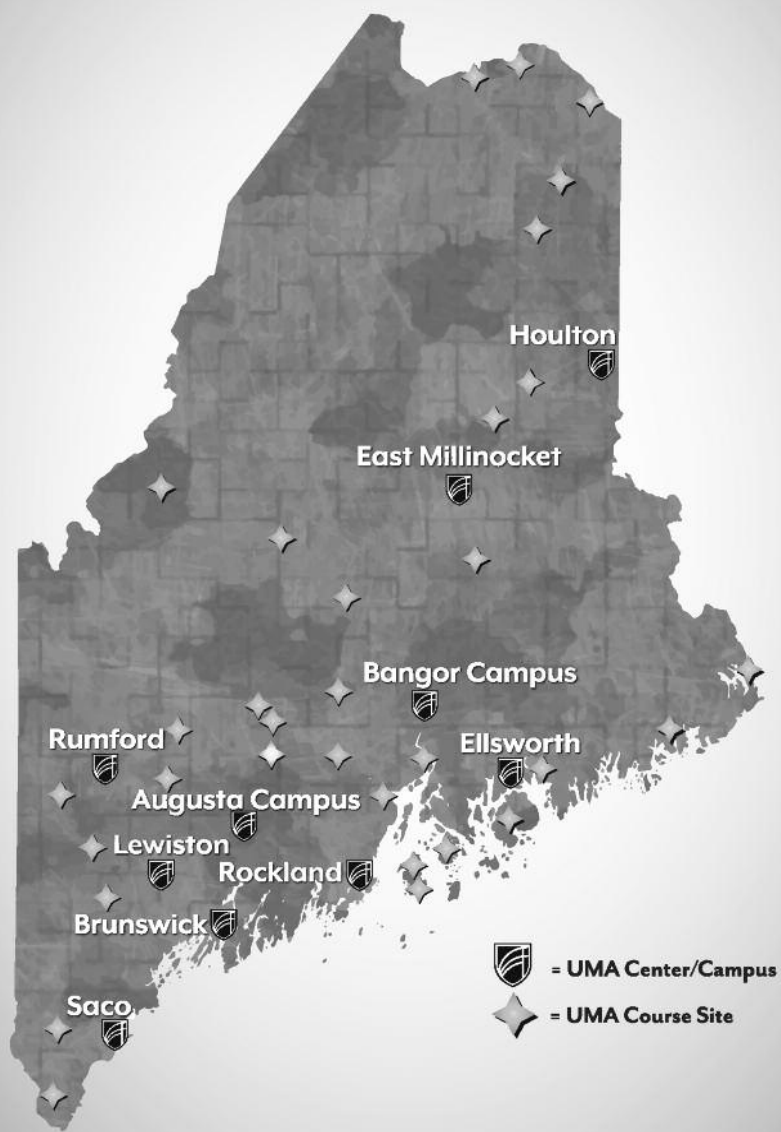 Houlton
East Millinocket
Bangor Campus
Rumford
Ellsworth
Augusta Campus
Lewiston
Rockland
Brunswick
Saco
= UMA Center/Campus
= UMA Course Site